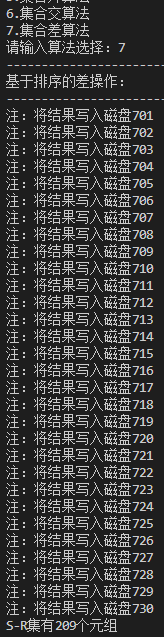 6.集合交算法
7.集合差算法
请输入算法选择: 7
----------------------
基于排序的差操作:
----------------------
注: 将结果写入磁盘701
注: 将结果写入磁盘702
注: 将结果写入磁盘703
注: 将结果写入磁盘704
注: 将结果写入磁盘705
注: 将结果写入磁盘706
注: 将结果写入磁盘707
注: 将结果写入磁盘708
注: 将结果写入磁盘709
注: 将结果写入磁盘710
注: 将结果写入磁盘711
注: 将结果写入磁盘712
注: 将结果写入磁盘713
注: 将结果写入磁盘714
注: 将结果写入磁盘715
注: 将结果写入磁盘716
注: 将结果写入磁盘717
注: 将结果写入磁盘718
注: 将结果写入磁盘719
注: 将结果写入磁盘720
注: 将结果写入磁盘721
注: 将结果写入磁盘722
注: 将结果写入磁盘723
注: 将结果写入磁盘724
注: 将结果写入磁盘725
注: 将结果写入磁盘726
注: 将结果写入磁盘727
注: 将结果写入磁盘728
注: 将结果写入磁盘729
注: 将结果写入磁盘730
S-R集有209个元组